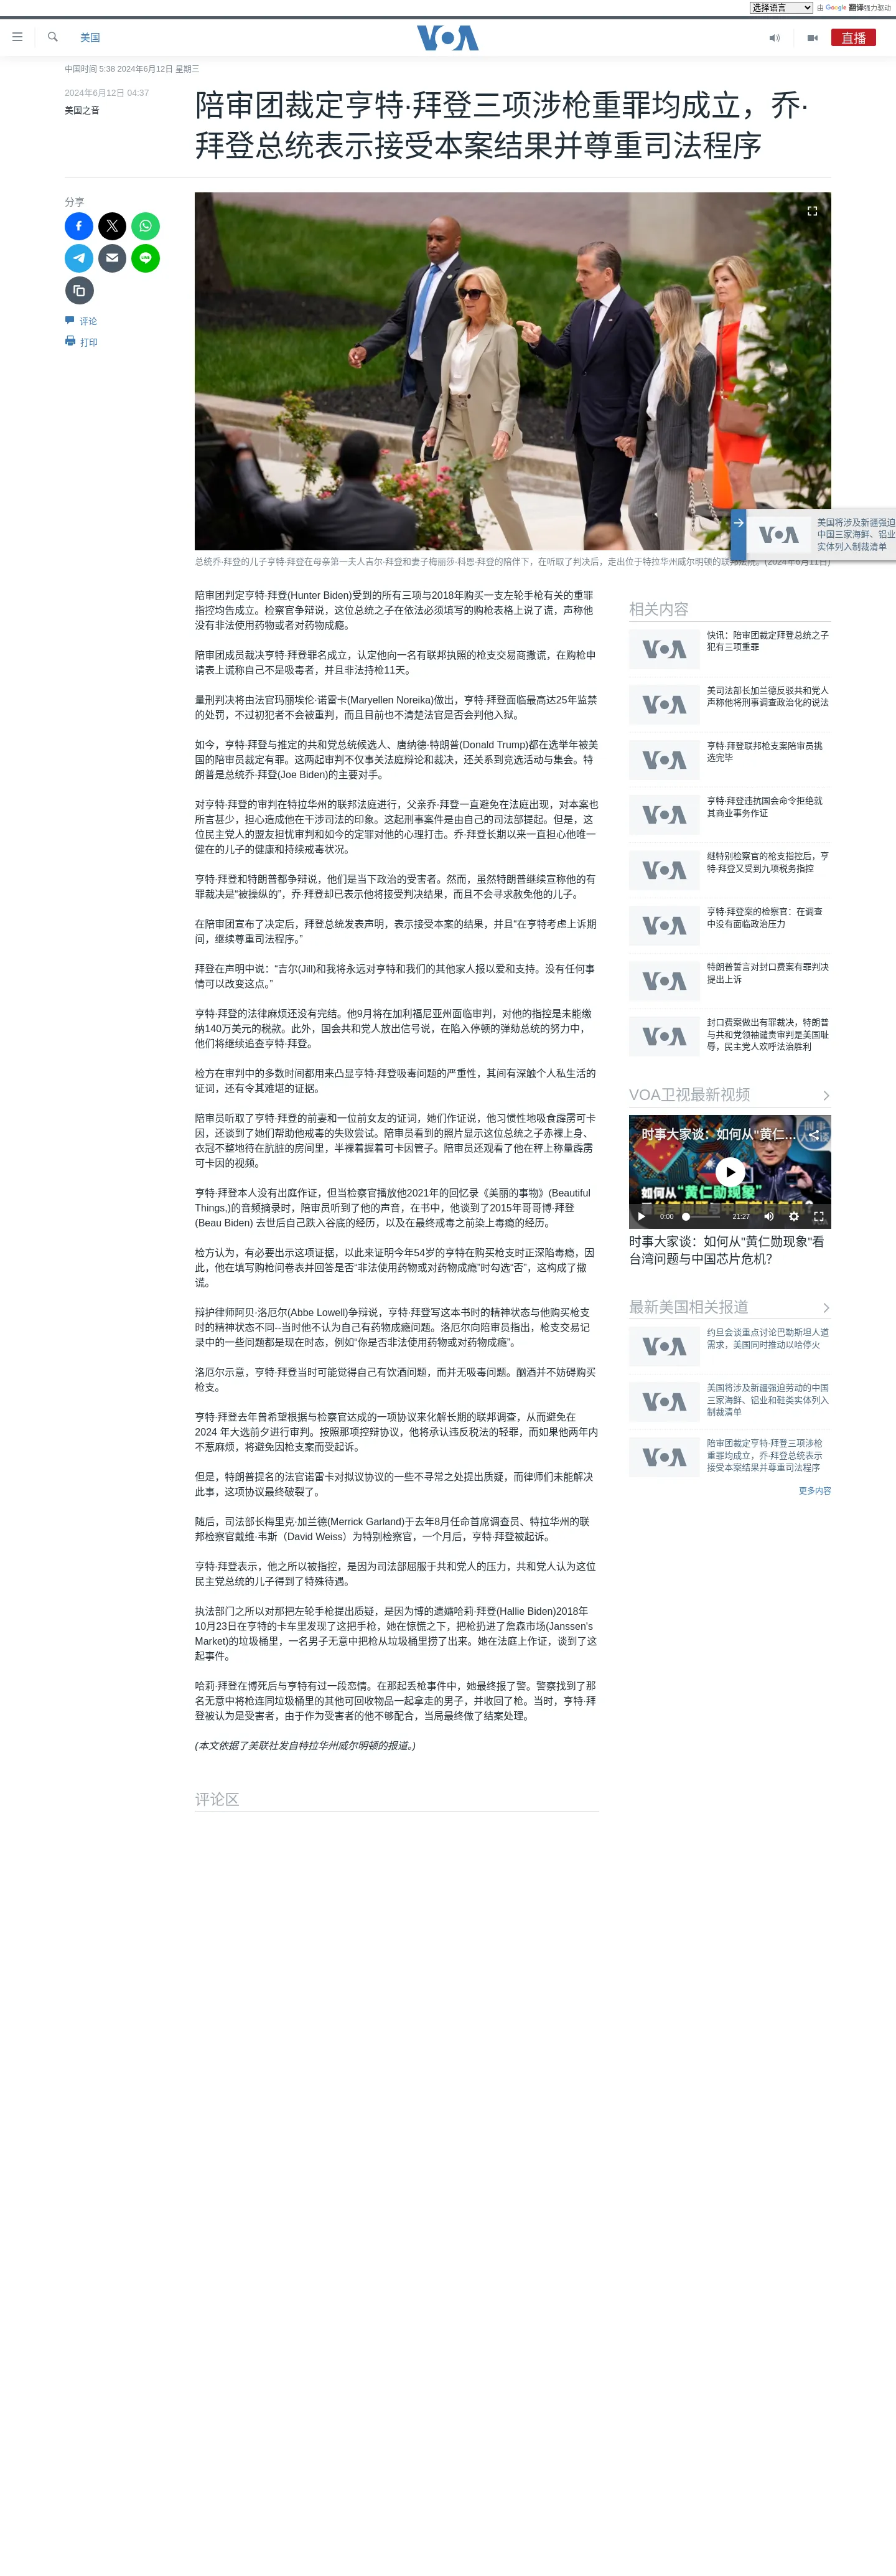 选择语言
由 Google 翻译强力驱动
美国
VOA
直播
中国时间 5:38 2024年6月12日 星期三
2024年6月12日 04:37
美国之音
陪审团裁定亨特·拜登三项涉枪重罪均成立，乔·
拜登总统表示接受本案结果并尊重司法程序
分享
评论
打印
美国将涉及新疆强迫
中国三家海鲜、铝业
实体列入制裁清单
总统乔·拜登的儿子亨特·拜登在母亲第一夫人吉尔·拜登和妻子梅丽莎·科恩·拜登的陪伴下，在听取了判决后，走出位于特拉华州威尔明顿的联邦法院。(2024年6月11日)
陪审团判定亨特·拜登(Hunter Biden)受到的所有三项与2018年购买一支左轮手枪有关的重罪
指控均告成立。检察官争辩说，这位总统之子在依法必须填写的购枪表格上说了谎，声称他
没有非法使用药物或者对药物成瘾。
陪审团成员裁决亨特·拜登罪名成立，认定他向一名有联邦执照的枪支交易商撒谎，在购枪申
请表上谎称自己不是吸毒者，并且非法持枪11天。
量刑判决将由法官玛丽埃伦·诺雷卡(Maryellen Noreika)做出，亨特·拜登面临最高达25年监禁
的处罚，不过初犯者不会被重判，而且目前也不清楚法官是否会判他入狱。
如今，亨特·拜登与推定的共和党总统候选人、唐纳德·特朗普(Donald Trump)都在选举年被美
国的陪审员裁定有罪。这两起审判不仅事关法庭辩论和裁决，还关系到竞选活动与集会。特
朗普是总统乔·拜登(Joe Biden)的主要对手。
对亨特·拜登的审判在特拉华州的联邦法庭进行，父亲乔·拜登一直避免在法庭出现，对本案也
所言甚少，担心造成他在干涉司法的印象。这起刑事案件是由自己的司法部提起。但是，这
位民主党人的盟友担忧审判和如今的定罪对他的心理打击。乔·拜登长期以来一直担心他唯一
健在的儿子的健康和持续戒毒状况。
亨特·拜登和特朗普都争辩说，他们是当下政治的受害者。然而，虽然特朗普继续宣称他的有
罪裁决是“被操纵的”，乔·拜登却已表示他将接受判决结果，而且不会寻求赦免他的儿子。
在陪审团宣布了决定后，拜登总统发表声明，表示接受本案的结果，并且“在亨特考虑上诉期
间，继续尊重司法程序。”
拜登在声明中说：“吉尔(Jill)和我将永远对亨特和我们的其他家人报以爱和支持。没有任何事
情可以改变这点。”
亨特·拜登的法律麻烦还没有完结。他9月将在加利福尼亚州面临审判，对他的指控是未能缴
纳140万美元的税款。此外，国会共和党人放出信号说，在陷入停顿的弹劾总统的努力中，
他们将继续追查亨特·拜登。
检方在审判中的多数时间都用来凸显亨特·拜登吸毒问题的严重性，其间有深触个人私生活的
证词，还有令其难堪的证据。
陪审员听取了亨特·拜登的前妻和一位前女友的证词，她们作证说，他习惯性地吸食霹雳可卡
因，还谈到了她们帮助他戒毒的失败尝试。陪审员看到的照片显示这位总统之子赤裸上身、
衣冠不整地待在肮脏的房间里，半裸着握着可卡因管子。陪审员还观看了他在秤上称量霹雳
可卡因的视频。
亨特·拜登本人没有出庭作证，但当检察官播放他2021年的回忆录《美丽的事物》(Beautiful
Things,)的音频摘录时，陪审员听到了他的声音，在书中，他谈到了2015年哥哥博·拜登
(Beau Biden) 去世后自己跌入谷底的经历，以及在最终戒毒之前染上毒瘾的经历。
检方认为，有必要出示这项证据，以此来证明今年54岁的亨特在购买枪支时正深陷毒瘾，因
此，他在填写购枪问卷表并回答是否“非法使用药物或对药物成瘾”时勾选“否”，这构成了撒
谎。
辩护律师阿贝·洛厄尔(Abbe Lowell)争辩说，亨特·拜登写这本书时的精神状态与他购买枪支
时的精神状态不同--当时他不认为自己有药物成瘾问题。洛厄尔向陪审员指出，枪支交易记
录中的一些问题都是现在时态，例如“你是否非法使用药物或对药物成瘾”。
洛厄尔示意，亨特·拜登当时可能觉得自己有饮酒问题，而并无吸毒问题。酗酒并不妨碍购买
枪支。
亨特·拜登去年曾希望根据与检察官达成的一项协议来化解长期的联邦调查，从而避免在
2024 年大选前夕进行审判。按照那项控辩协议，他将承认违反税法的轻罪，而如果他两年内
不惹麻烦，将避免因枪支案而受起诉。
但是，特朗普提名的法官诺雷卡对拟议协议的一些不寻常之处提出质疑，而律师们未能解决
此事，这项协议最终破裂了。
随后，司法部长梅里克·加兰德(Merrick Garland)于去年8月任命首席调查员、特拉华州的联
邦检察官戴维·韦斯（David Weiss）为特别检察官，一个月后，亨特·拜登被起诉。
亨特·拜登表示，他之所以被指控，是因为司法部屈服于共和党人的压力，共和党人认为这位
民主党总统的儿子得到了特殊待遇。
执法部门之所以对那把左轮手枪提出质疑，是因为博的遗孀哈莉·拜登(Hallie Biden)2018年
10月23日在亨特的卡车里发现了这把手枪，她在惊慌之下，把枪扔进了詹森市场(Janssen's
Market)的垃圾桶里，一名男子无意中把枪从垃圾桶里捞了出来。她在法庭上作证，谈到了这
起事件。
哈莉·拜登在博死后与亨特有过一段恋情。在那起丢枪事件中，她最终报了警。警察找到了那
名无意中将枪连同垃圾桶里的其他可回收物品一起拿走的男子，并收回了枪。当时，亨特·拜
登被认为是受害者，由于作为受害者的他不够配合，当局最终做了结案处理。
(本文依据了美联社发自特拉华州威尔明顿的报道。)
评论区
相关内容
快讯：陪审团裁定拜登总统之子
犯有三项重罪
美司法部长加兰德反驳共和党人
声称他将刑事调查政治化的说法
亨特·拜登联邦枪支案陪审员挑
选完毕
亨特·拜登违抗国会命令拒绝就
其商业事务作证
继特别检察官的枪支指控后，亨
特·拜登又受到九项税务指控
亨特·拜登案的检察官：在调查
中没有面临政治压力
特朗普誓言对封口费案有罪判决
提出上诉
封口费案做出有罪裁决，特朗普
与共和党领袖谴责审判是美国耻
辱，民主党人欢呼法治胜利
VOA卫视最新视频
时事大家谈：如何从"黄仁...
如何从“黄仁勋现象”
0:00
21:27
时事大家谈：如何从"黄仁勋现象"看
台湾问题与中国芯片危机？
最新美国相关报道
约旦会谈重点讨论巴勒斯坦人道
需求，美国同时推动以哈停火
美国将涉及新疆强迫劳动的中国
三家海鲜、铝业和鞋类实体列入
制裁清单
陪审团裁定亨特·拜登三项涉枪
重罪均成立，乔·拜登总统表示
接受本案结果并尊重司法程序
更多内容